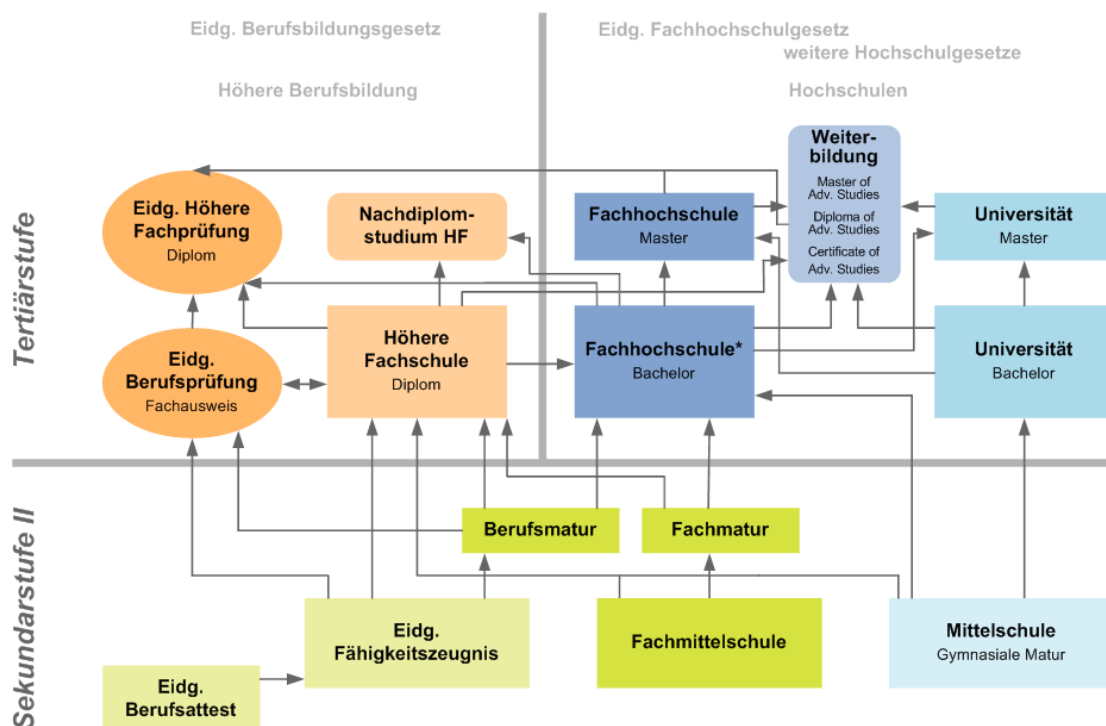 Eidg. Berufsbildungsgesetz
Eidg. Fachhochschulgesetz
weitere Hochschulgesetze
Höhere Berufsbildung
Hochschulen
Tertiärstufe
Eidg. Höhere
Fachprüfung
Diplom
Nachdiplom-
studium HF
Fachhochschule
Master
Weiter-
bildung
Master of
Adv. Studies
Diploma of
Adv. Studies
Certificate of
Adv. Studies
Universität
Master
Eidg.
Berufsprüfung
Fachausweis
Höhere
Fachschule
Diplom
Fachhochschule*
Bachelor
Universität
Bachelor
Sekundarstufe II
Berufsmatur
Fachmatur
Eidg.
Fähigkeitszeugnis
Fachmittelschule
Mittelschule
Gymnasiale Matur
Eidg.
Berufsattest